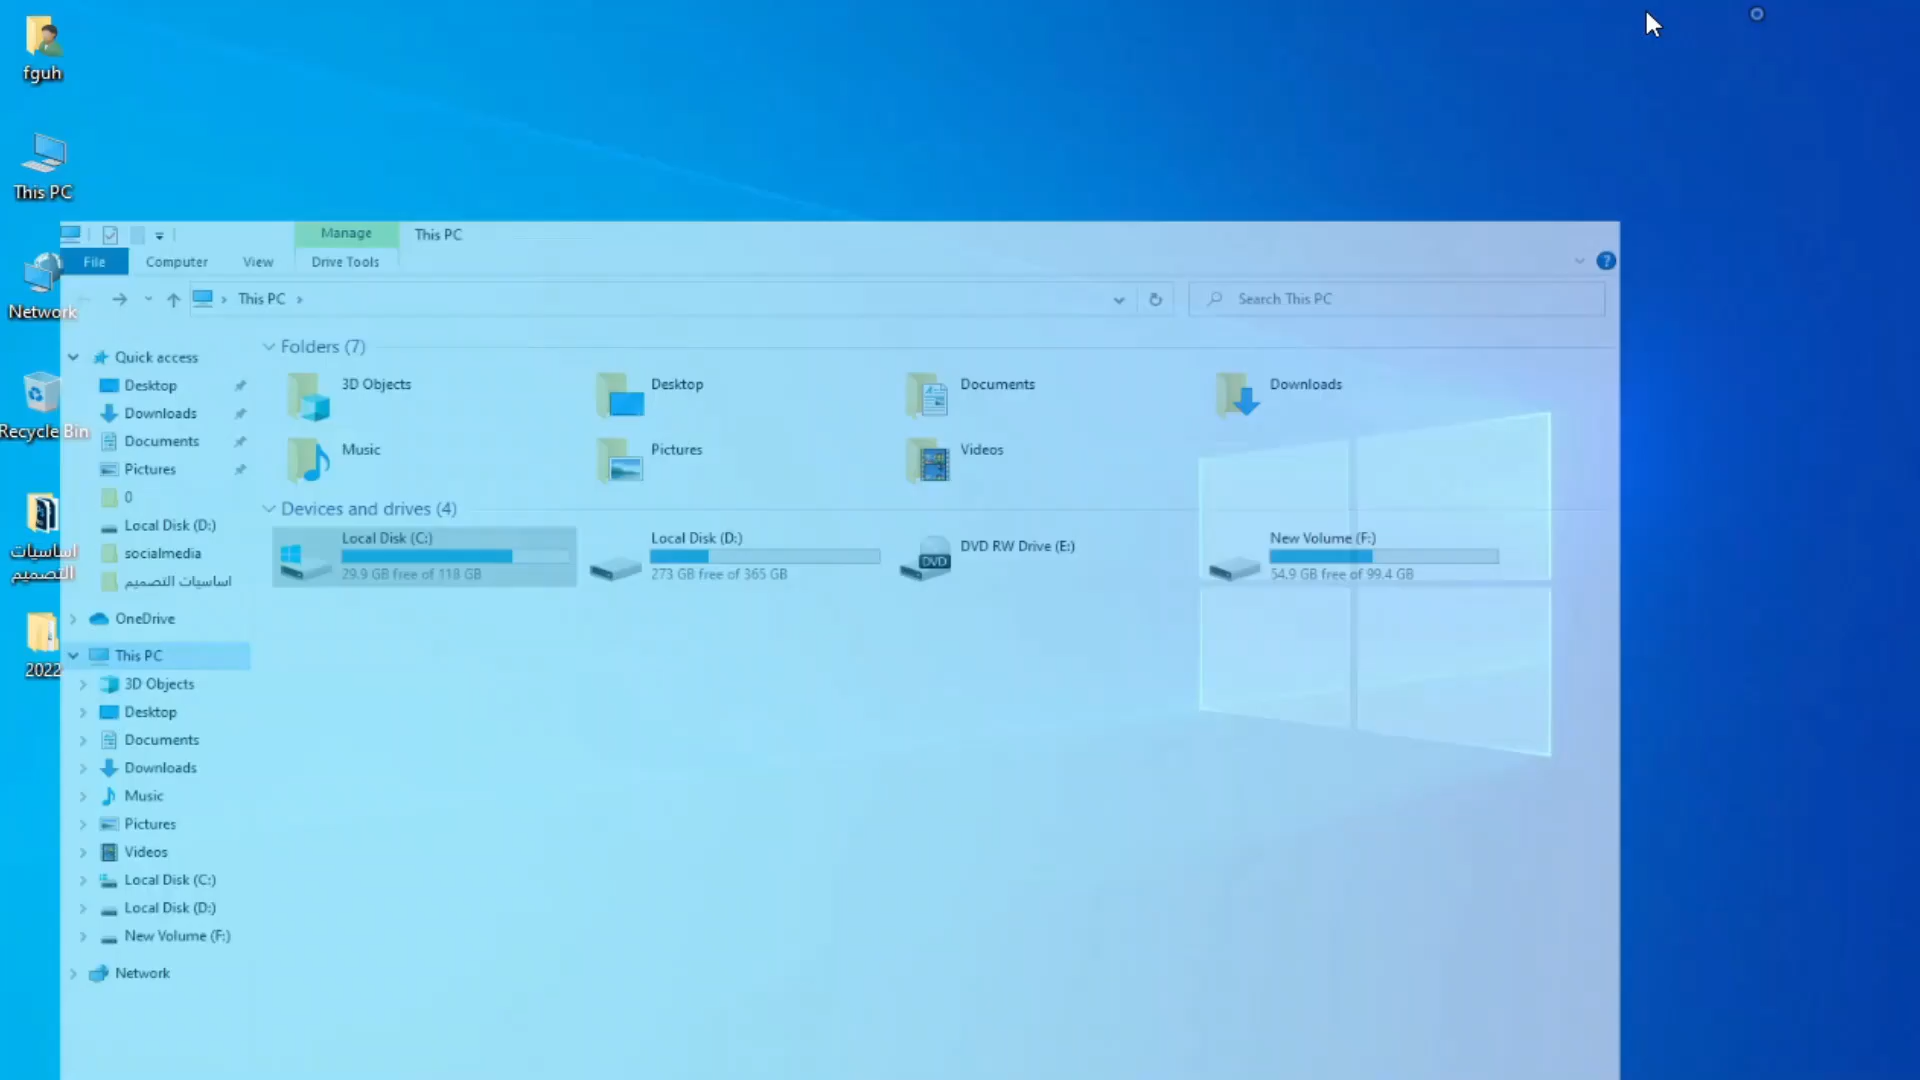 fguh
This PC
Network
Recycle Bin
اساسيات
التصميم
2022
Manage
This PC
File
Computer
View
Drive Tools
This PC
Search This PC
Quick access
Desktop
Downloads
Documents
Pictures
0
Local Disk (D:)
socialmedia
اساسيات التصميم
OneDrive
This PC
3D Objects
Desktop
Documents
Downloads
Music
Pictures
Videos
Local Disk (C:)
Local Disk (D:)
New Volume (F:)
Network
Folders (7)
3D Objects
Desktop
Documents
Downloads
Music
Pictures
Videos
Devices and drives (4)
Local Disk (C:)
29.9 GB free of 118 GB
Local Disk (D:)
273 GB free of 365 GB
DVD RW Drive (E:)
DVD
New Volume (F:)
54.9 GB free of 99.4 GB